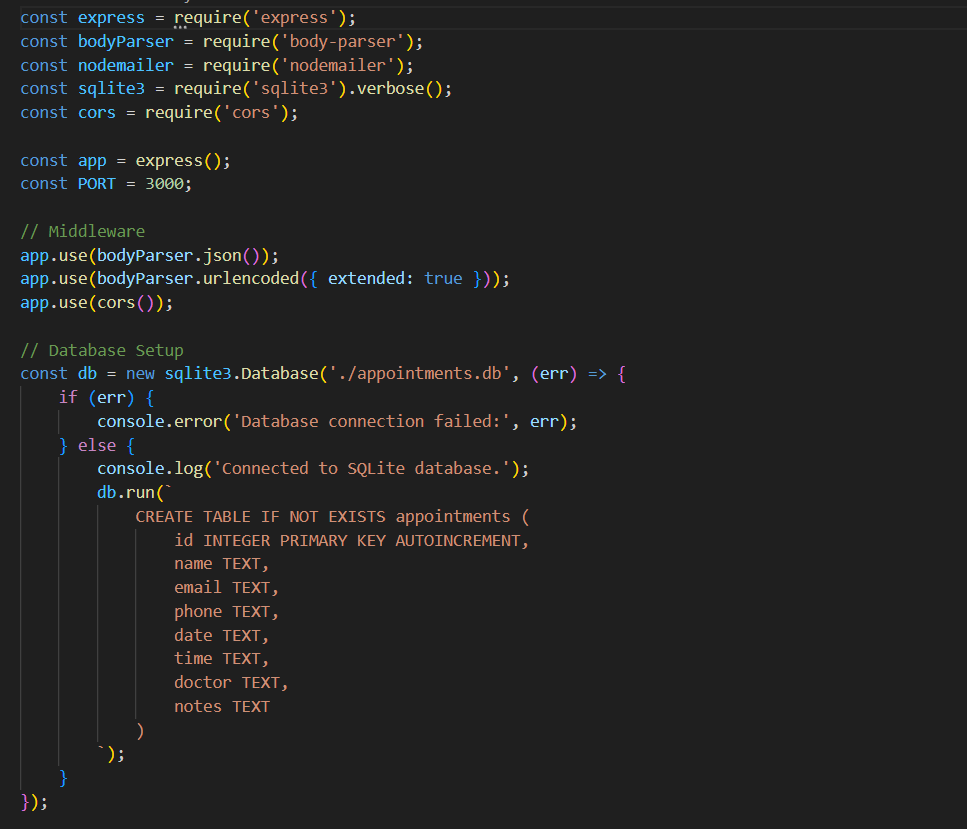 const express = require('express');
const bodyParser = require('body-parser');
const nodemailer = require('nodemailer');
const sqlite3 = require('sqlite3').verbose();
const cors = require('cors');

const app = express();
const PORT = 3000;

// Middleware
app.use(bodyParser.json());
app.use(bodyParser.urlencoded({ extended: true }));
app.use(cors());

// Database Setup
const db = new sqlite3.Database('./appointments.db', (err) => {
    if (err) {
        console.error('Database connection failed:', err);
    } else {
        console.log('Connected to SQLite database.');
        db.run(`
            CREATE TABLE IF NOT EXISTS appointments (
                id INTEGER PRIMARY KEY AUTOINCREMENT,
                name TEXT,
                email TEXT,
                phone TEXT,
                date TEXT,
                time TEXT,
                doctor TEXT,
                notes TEXT
            )
        `);
    }
});